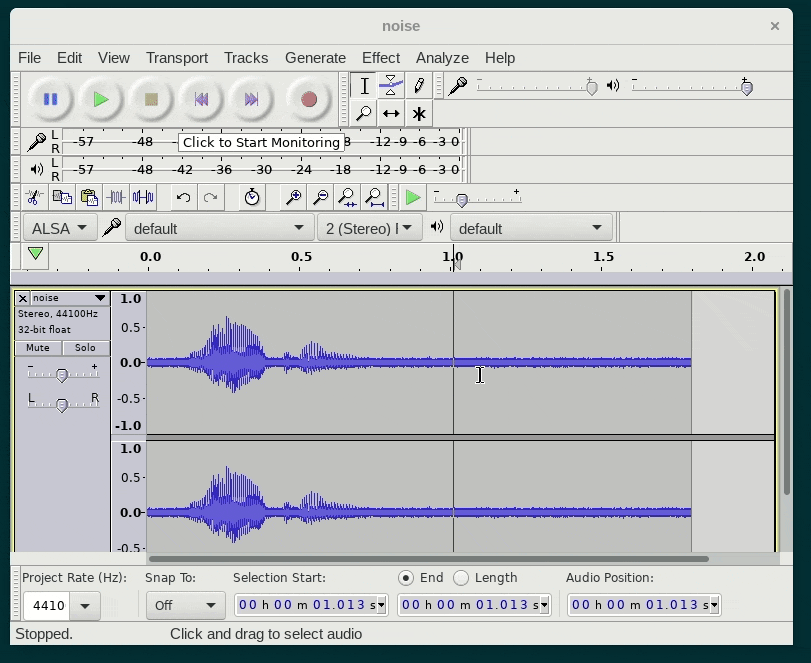 noise
File Edit View Transport Tracks Generate Effect Analyze Help
L
R
-57 -48 Click to Start Monitoring 8 -12 -9 -6 -3 0
L
R
-57 -48 -42 -36 -30 -24 -18 -12 -9 -6 -3 0
- +
ALSA default 2 (Stereo) default
0.0 0.5 1.0 1.5 2.0
noise
Stereo, 44100Hz
32-bit float
Mute Solo
- +
L R
1.0
0.5
0.0
-0.5
-1.0
1.0
0.5
0.0
-0.5
Project Rate (Hz): Snap To: Selection Start: End Length Audio Position:
4410 Off 00 h 00 m 01.013 s 00 h 00 m 01.013 s 00 h 00 m 01.013 s
Stopped. Click and drag to select audio